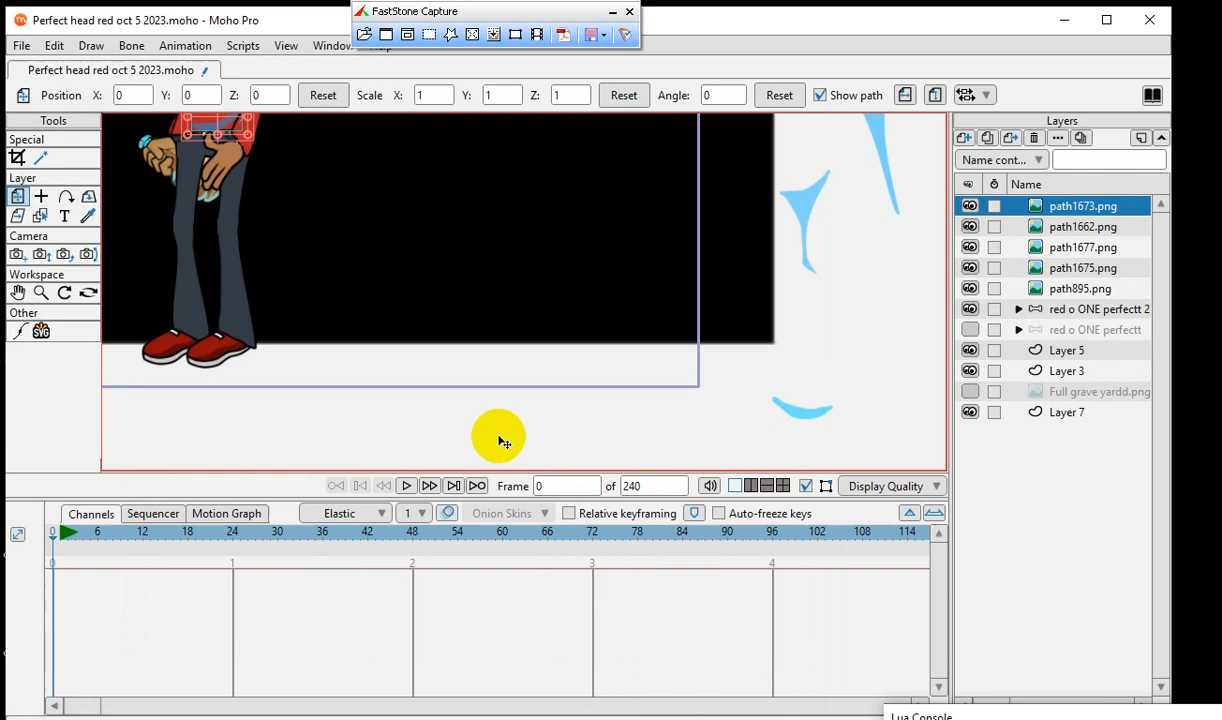 Perfect head red oct 5 2023.moho - Moho Pro
FastStone Capture
File Edit Draw Bone Animation Scripts View Window Help
Perfect head red oct 5 2023.moho
Position X: 0 Y: 0 Z: 0 Reset Scale X: 1 Y: 1 Z: 1 Reset Angle: 0 Reset Show path
Tools
Special
Layer
T
Camera
Workspace
Other
SVG
Layers
Name cont...
Name
path1673.png
path1662.png
path1677.png
path1675.png
path895.png
red o ONE perfectt 2
red o ONE perfectt
Layer 5
Layer 3
Full grave yardd.png
Layer 7
Frame 0 of 240 Display Quality
Channels Sequencer Motion Graph Elastic 1 Onion Skins Relative keyframing Auto-freeze keys
0 6 12 18 24 30 36 42 48 54 60 66 72 78 84 90 96 102 108 114
0 1 2 3 4
Lua Console